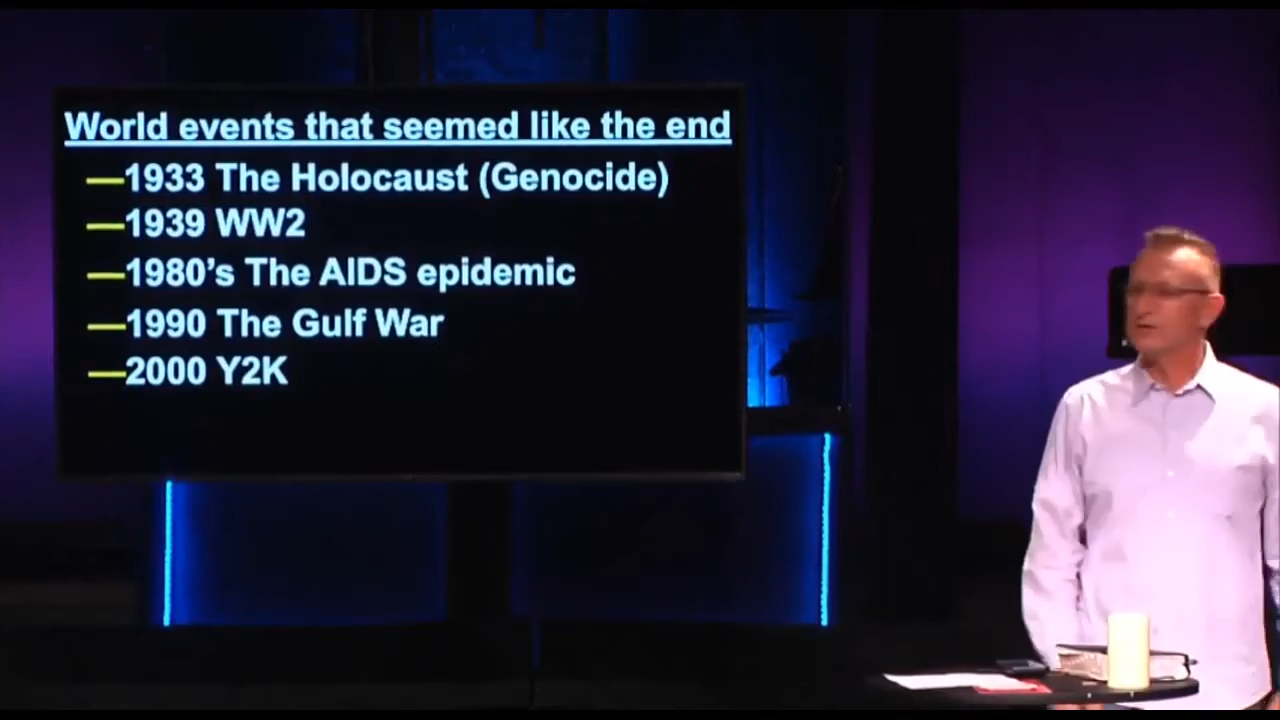 World events that seemed like the end
—1933 The Holocaust (Genocide)
—1939 WW2
—1980’s The AIDS epidemic
—1990 The Gulf War
—2000 Y2K